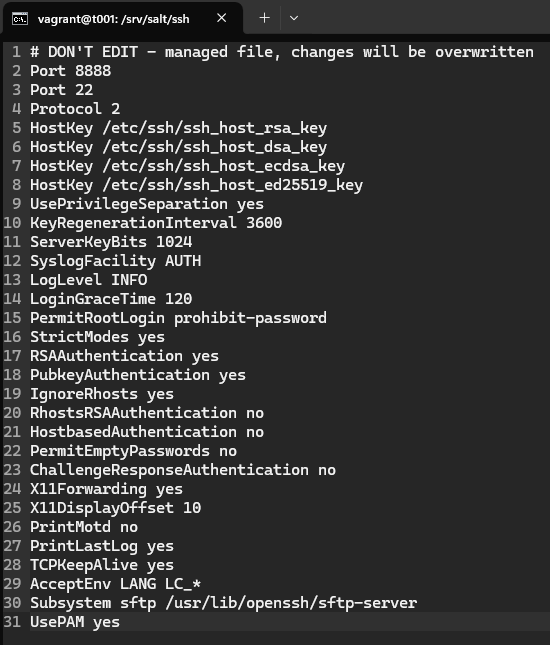 vagrant@t001: /srv/salt/ssh
1 # DON'T EDIT - managed file, changes will be overwritten
2 Port 8888
3 Port 22
4 Protocol 2
5 HostKey /etc/ssh/ssh_host_rsa_key
6 HostKey /etc/ssh/ssh_host_dsa_key
7 HostKey /etc/ssh/ssh_host_ecdsa_key
8 HostKey /etc/ssh/ssh_host_ed25519_key
9 UsePrivilegeSeparation yes
10 KeyRegenerationInterval 3600
11 ServerKeyBits 1024
12 SyslogFacility AUTH
13 LogLevel INFO
14 LoginGraceTime 120
15 PermitRootLogin prohibit-password
16 StrictModes yes
17 RSAAuthentication yes
18 PubkeyAuthentication yes
19 IgnoreRhosts yes
20 RhostsRSAAuthentication no
21 HostbasedAuthentication no
22 PermitEmptyPasswords no
23 ChallengeResponseAuthentication no
24 X11Forwarding yes
25 X11DisplayOffset 10
26 PrintMotd no
27 PrintLastLog yes
28 TCPKeepAlive yes
29 AcceptEnv LANG LC_*
30 Subsystem sftp /usr/lib/openssh/sftp-server
31 UsePAM yes